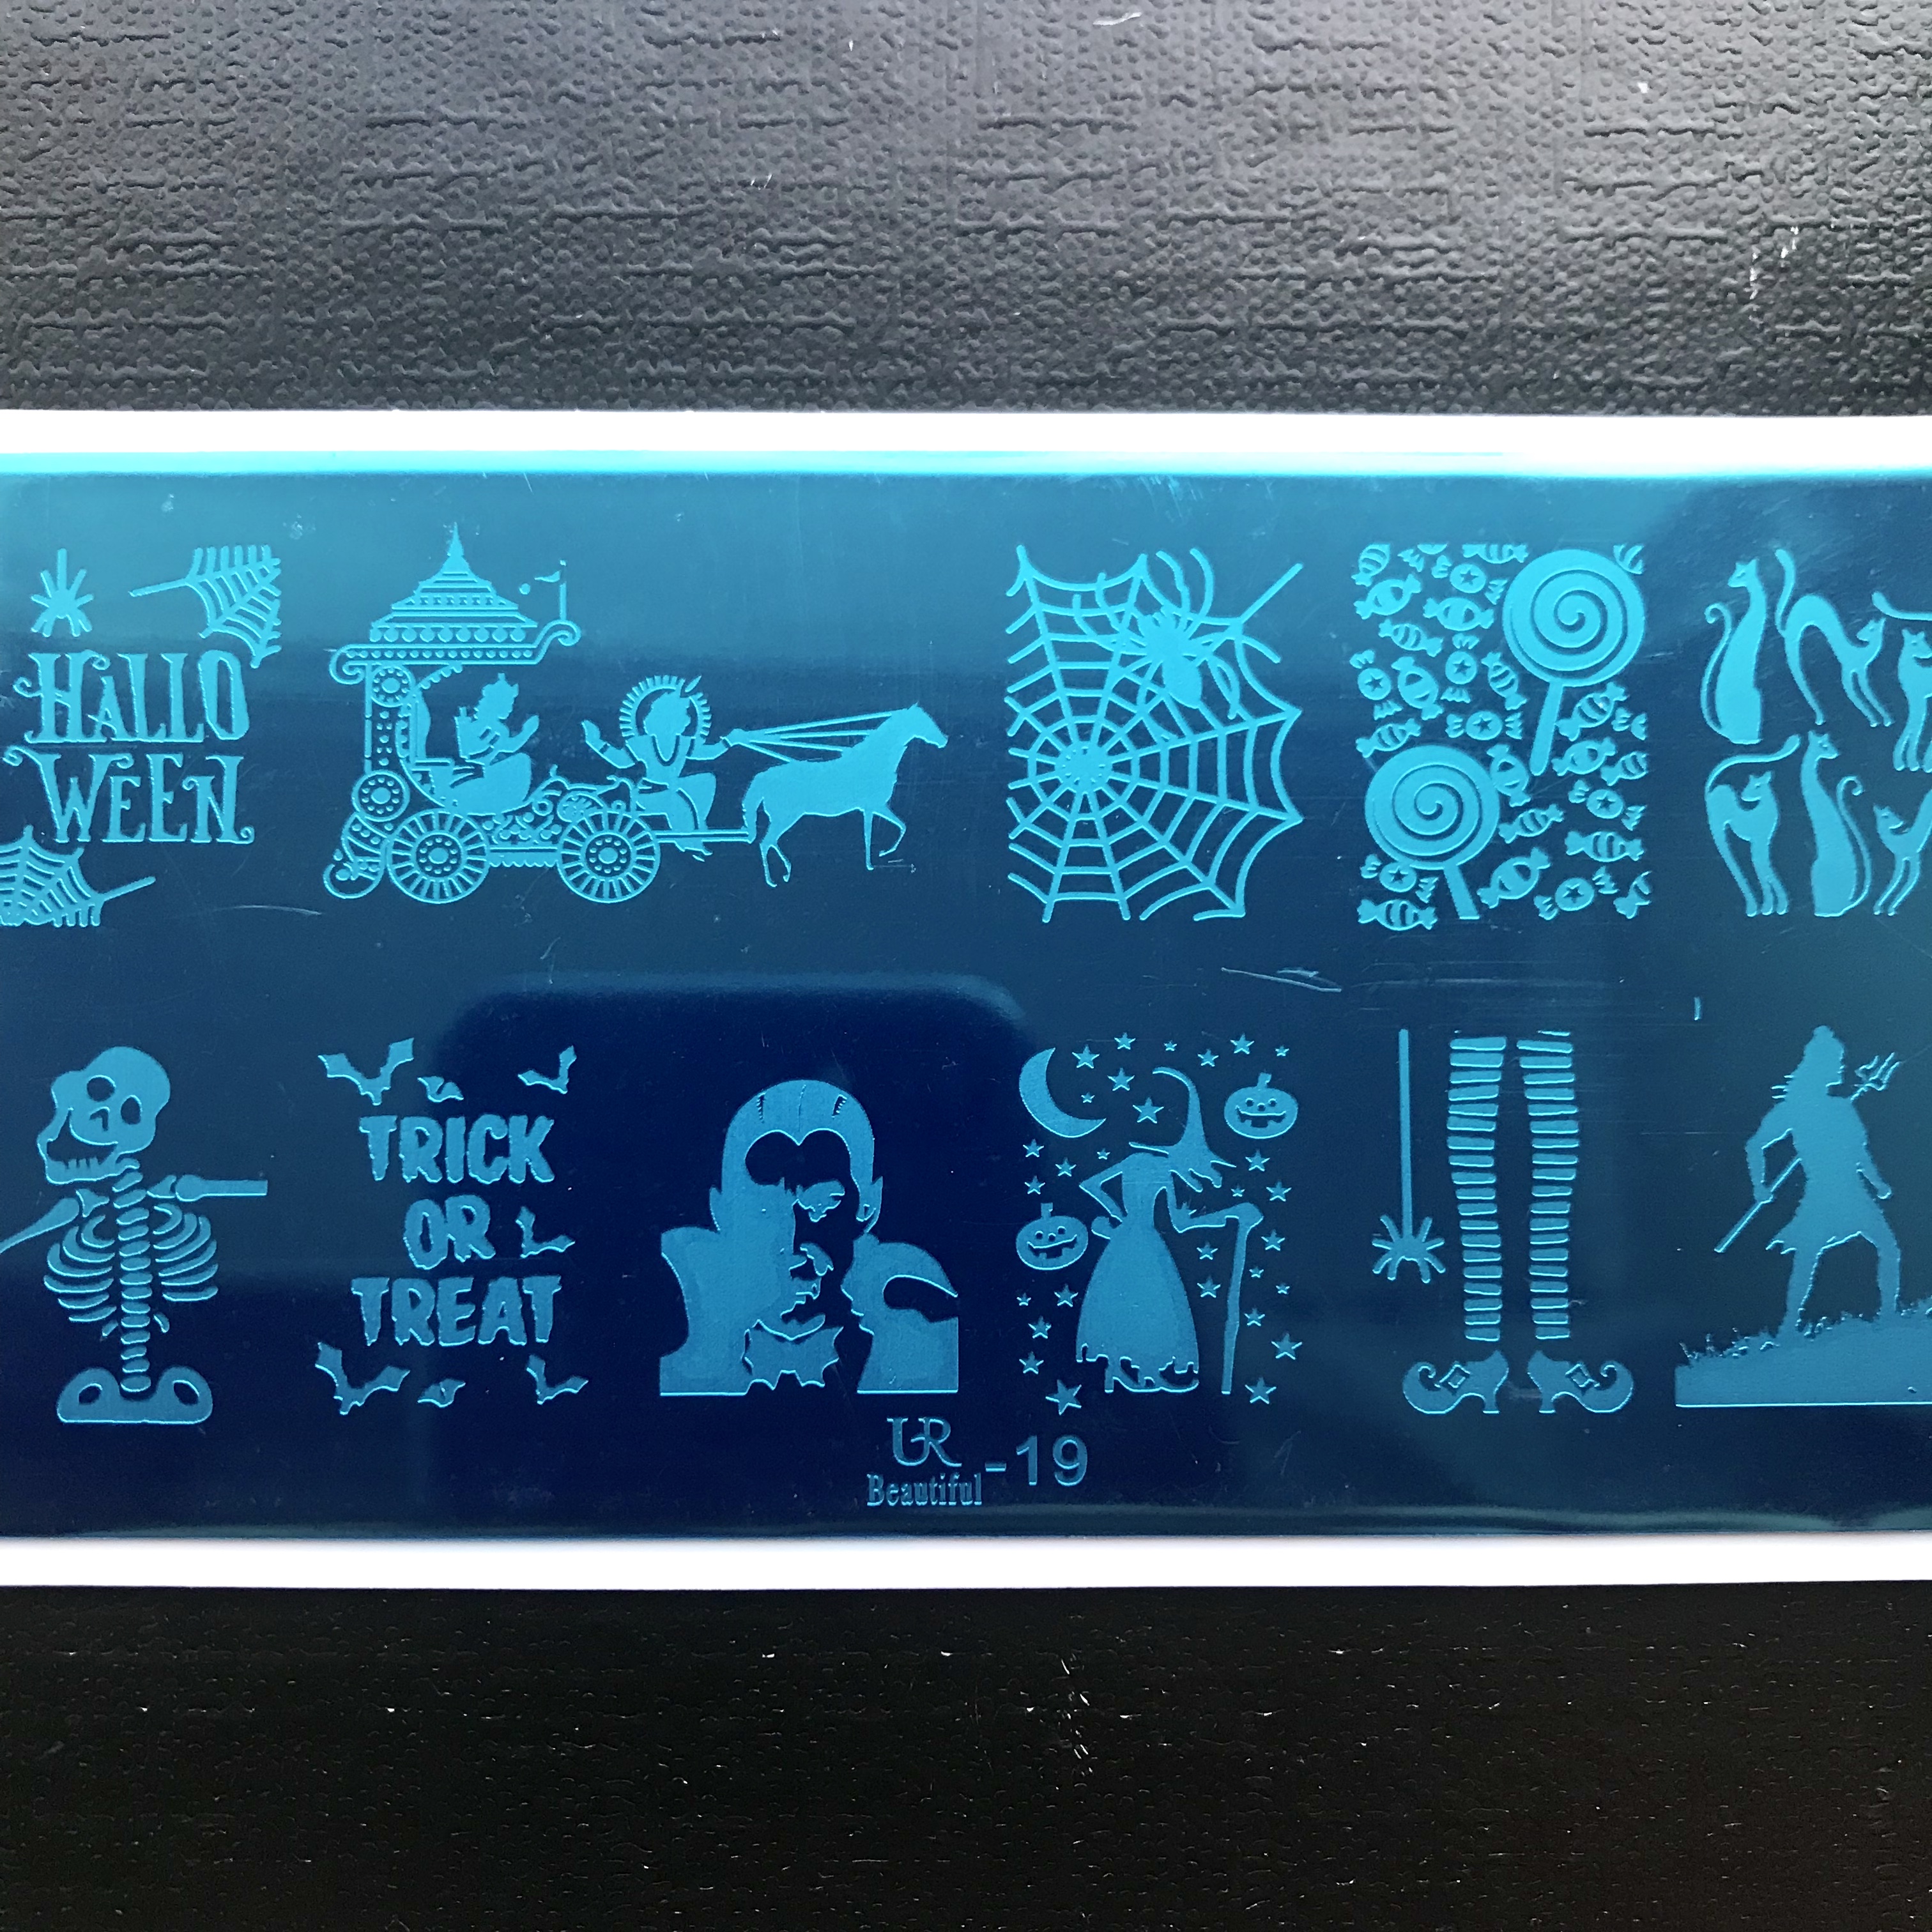 HALLO
WEEN
TRICK
OR
TREAT
UR
Beautiful -19